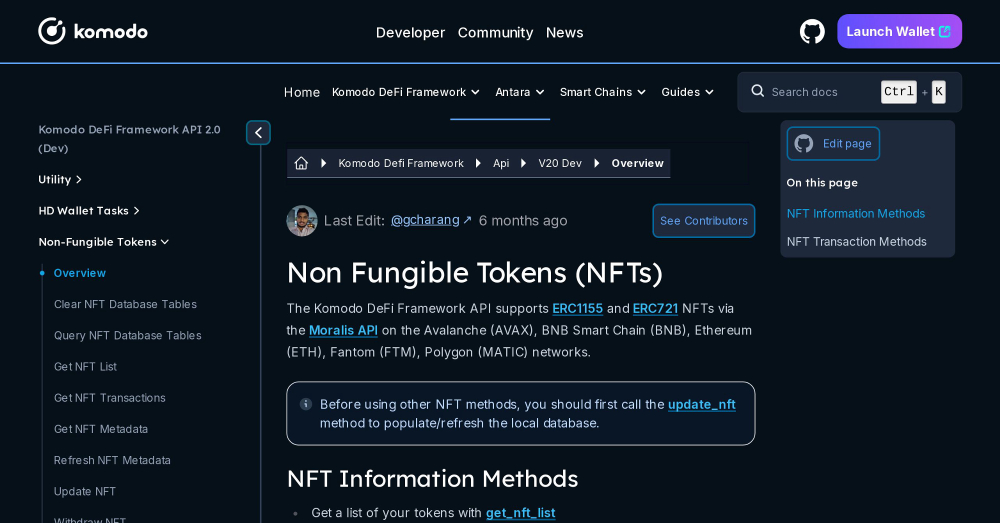 komodo
Developer Community News
Launch Wallet
Home Komodo DeFi Framework Antara Smart Chains Guides
Search docs Ctrl + K
Komodo DeFi Framework API 2.0
(Dev)
Utility
HD Wallet Tasks
Non-Fungible Tokens
Overview
Clear NFT Database Tables
Query NFT Database Tables
Get NFT List
Get NFT Transactions
Get NFT Metadata
Refresh NFT Metadata
Update NFT
Withdraw NFT
Komodo Defi Framework Api V20 Dev Overview
Last Edit: @gcharang ↗ 6 months ago
See Contributors
Non Fungible Tokens (NFTs)
The Komodo DeFi Framework API supports ERC1155 and ERC721 NFTs via
the Moralis API on the Avalanche (AVAX), BNB Smart Chain (BNB), Ethereum
(ETH), Fantom (FTM), Polygon (MATIC) networks.
Before using other NFT methods, you should first call the update_nft
method to populate/refresh the local database.
NFT Information Methods
Get a list of your tokens with get_nft_list
Edit page
On this page
NFT Information Methods
NFT Transaction Methods